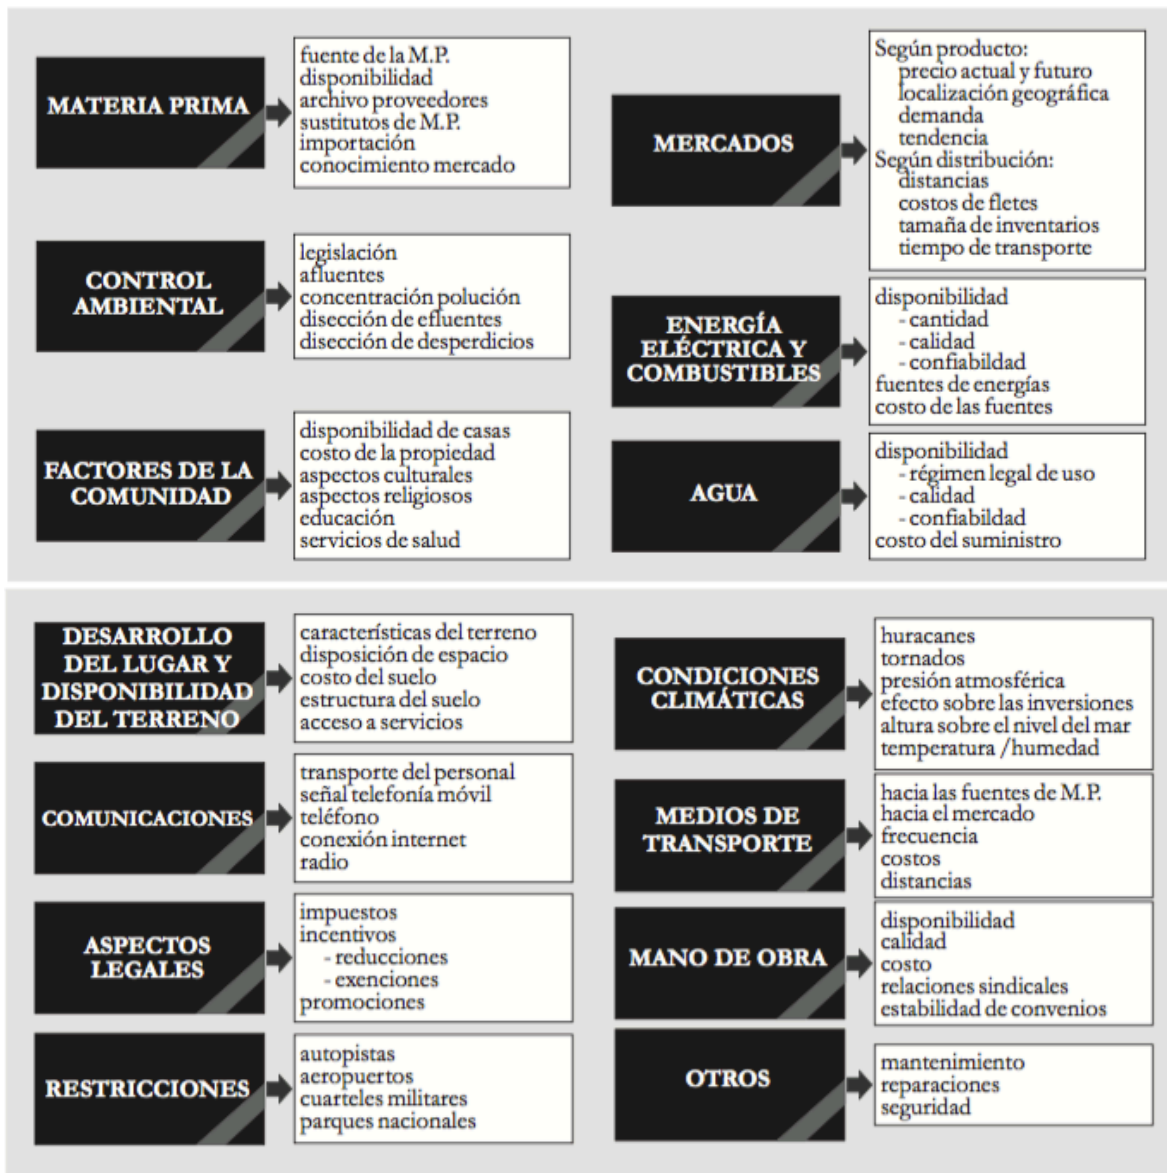 MATERIA PRIMA
fuente de la M.P.
disponibilidad
archivo proveedores
sustitutos de M.P.
importación
conocimiento mercado
MERCADOS
Según producto:
precio actual y futuro
localización geográfica
demanda
tendencia
Según distribución:
distancias
costos de fletes
tamaña de inventarios
tiempo de transporte
CONTROL
AMBIENTAL
legislación
afluentes
concentración polución
disección de efluentes
disección de desperdicios
ENERGÍA
ELÉCTRICA Y
COMBUSTIBLES
disponibilidad
- cantidad
- calidad
- confiabildad
fuentes de energías
costo de las fuentes
FACTORES DE LA
COMUNIDAD
disponibilidad de casas
costo de la propiedad
aspectos culturales
aspectos religiosos
educación
servicios de salud
AGUA
disponibilidad
- régimen legal de uso
- calidad
- confiabildad
costo del suministro
DESARROLLO
DEL LUGAR Y
DISPONIBILIDAD
DEL TERRENO
características del terreno
disposición de espacio
costo del suelo
estructura del suelo
acceso a servicios
CONDICIONES
CLIMÁTICAS
huracanes
tornados
presión atmosférica
efecto sobre las inversiones
altura sobre el nivel del mar
temperatura /humedad
COMUNICACIONES
transporte del personal
señal telefonía móvil
teléfono
conexión internet
radio
MEDIOS DE
TRANSPORTE
hacia las fuentes de M.P.
hacia el mercado
frecuencia
costos
distancias
ASPECTOS
LEGALES
impuestos
incentivos
- reducciones
- exenciones
promociones
MANO DE OBRA
disponibilidad
calidad
costo
relaciones sindicales
estabilidad de convenios
RESTRICCIONES
autopistas
aeropuertos
cuarteles militares
parques nacionales
OTROS
mantenimiento
reparaciones
seguridad